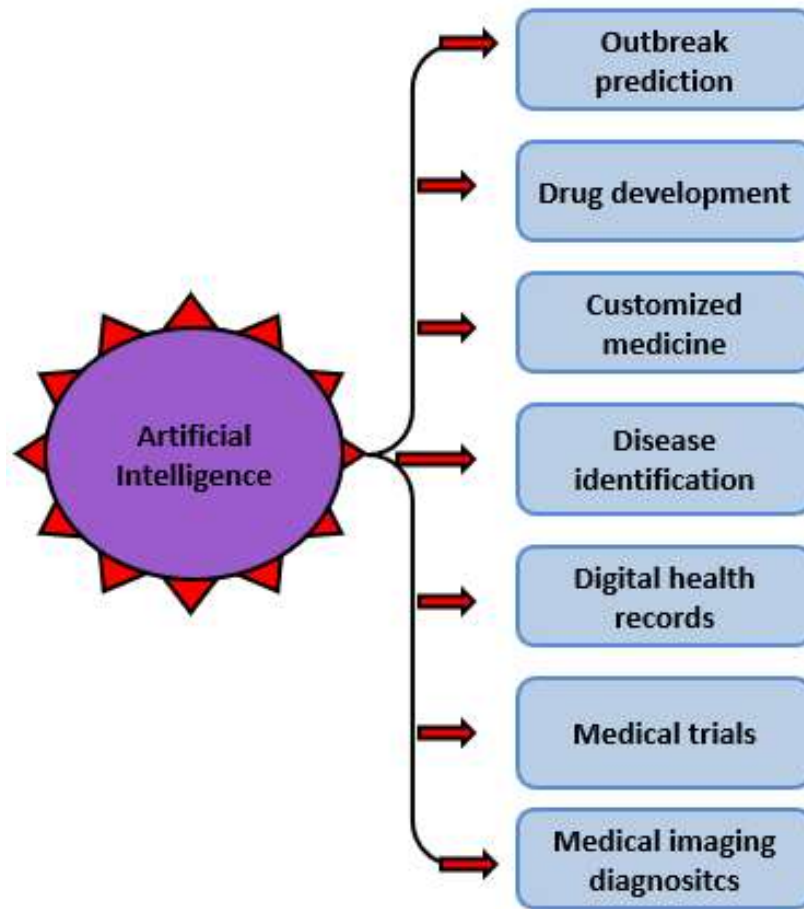 Outbreak
prediction
Drug development
Customized
medicine
Artificial
Intelligence
Disease
identification
Digital health
records
Medical trials
Medical imaging
diagnositcs